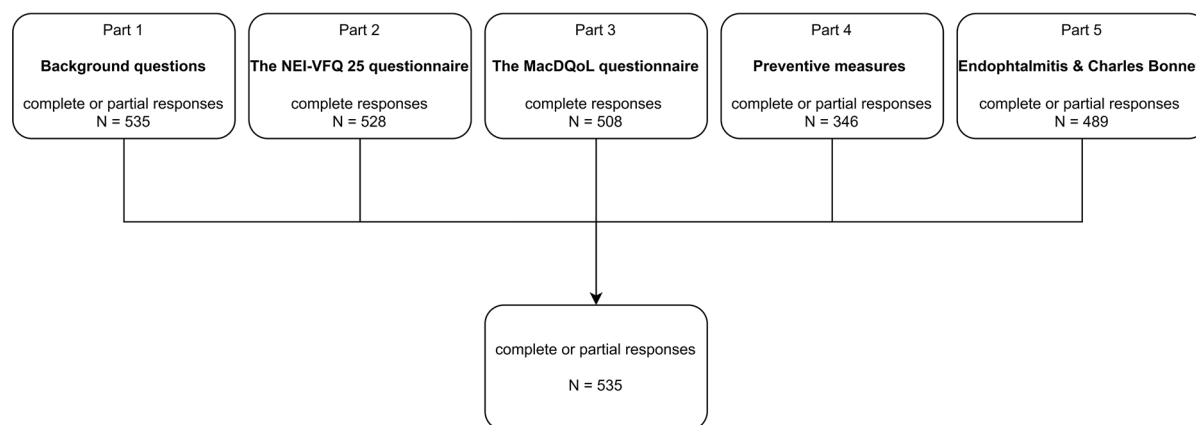 Part 1
Background questions
complete or partial responses
N = 535
Part 2
The NEI-VFQ 25 questionnaire
complete responses
N = 528
Part 3
The MacDQoL questionnaire
complete responses
N = 508
Part 4
Preventive measures
complete or partial responses
N = 346
Part 5
Endophtalmitis & Charles Bonnet
complete or partial responses
N = 489
complete or partial responses
N = 535